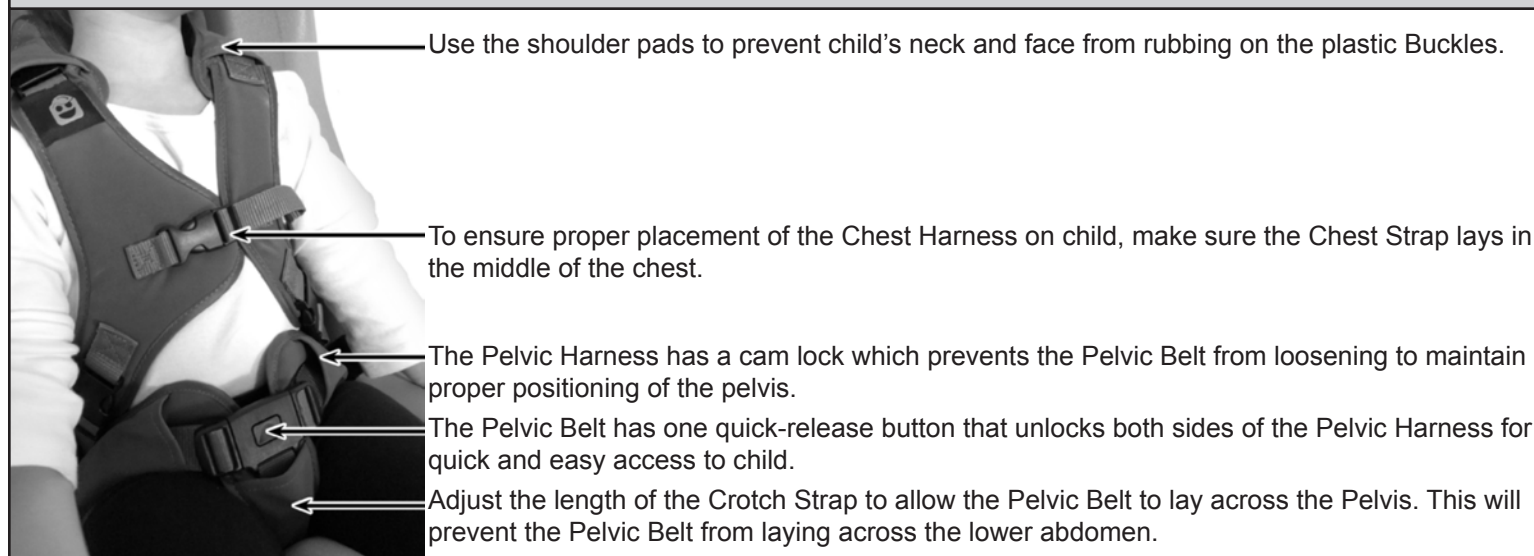 Use the shoulder pads to prevent child’s neck and face from rubbing on the plastic Buckles.
To ensure proper placement of the Chest Harness on child, make sure the Chest Strap lays in
the middle of the chest.
The Pelvic Harness has a cam lock which prevents the Pelvic Belt from loosening to maintain
proper positioning of the pelvis.
The Pelvic Belt has one quick-release button that unlocks both sides of the Pelvic Harness for
quick and easy access to child.
Adjust the length of the Crotch Strap to allow the Pelvic Belt to lay across the Pelvis. This will
prevent the Pelvic Belt from laying across the lower abdomen.